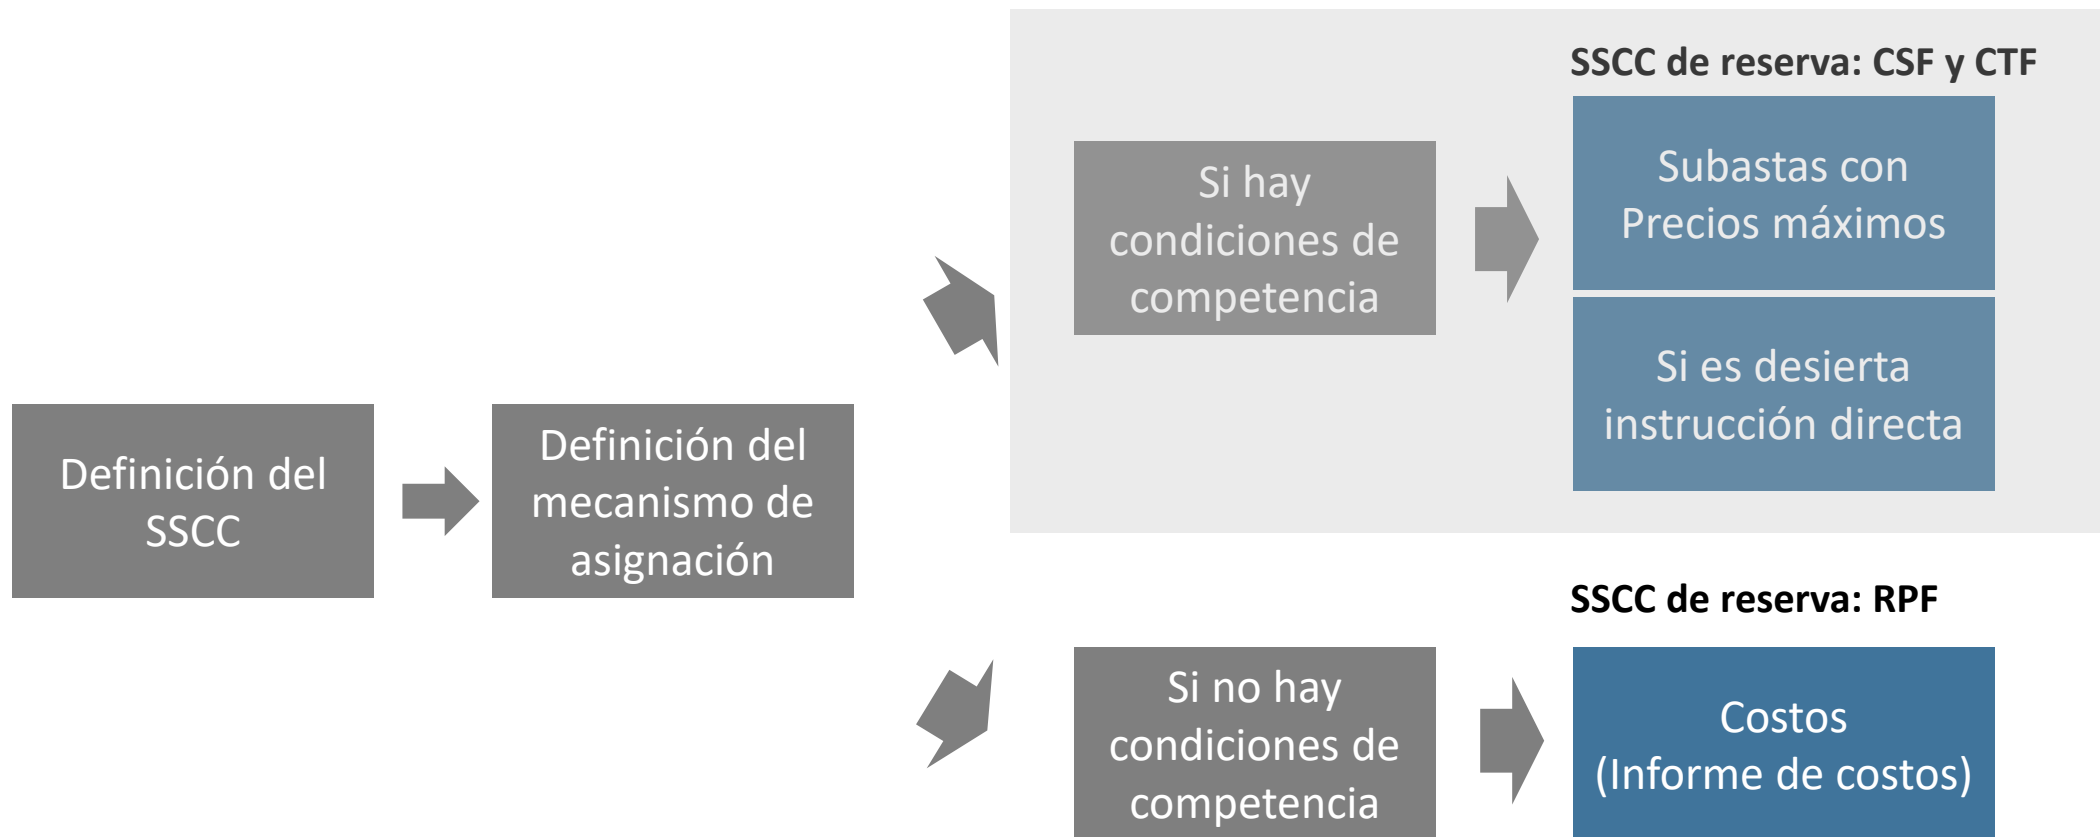 Definición del
SSCC
Definición del
mecanismo de
asignación
Si hay
condiciones de
competencia
SSCC de reserva: CSF y CTF
Subastas con
Precios máximos
Si es desierta
instrucción directa
Si no hay
condiciones de
competencia
SSCC de reserva: RPF
Costos
(Informe de costos)